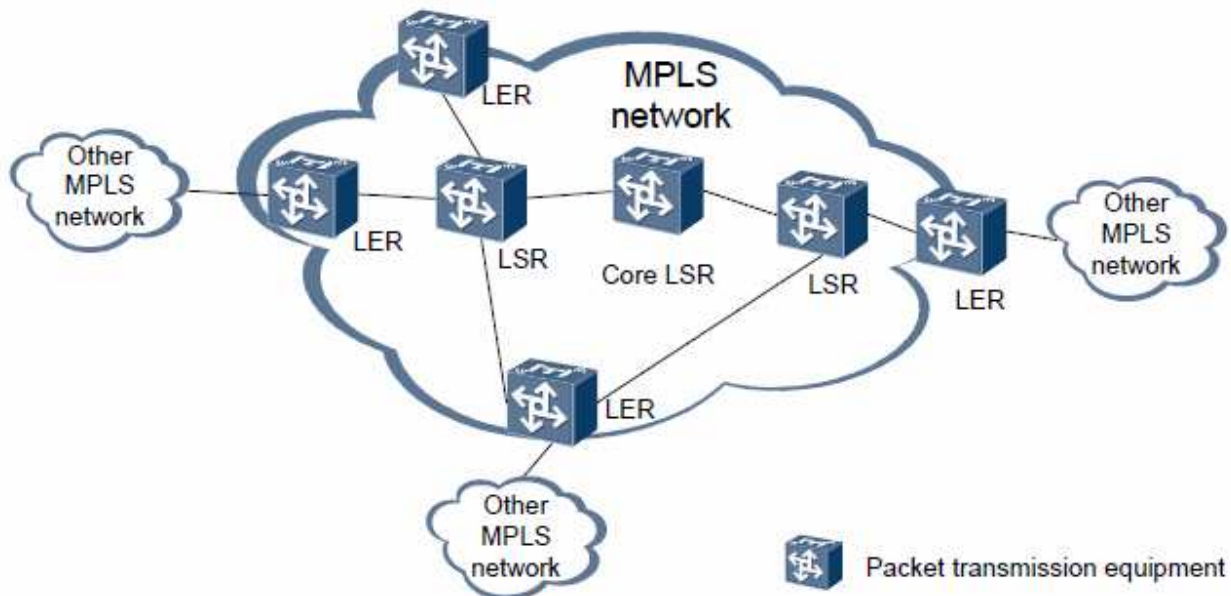 MPLS
network
LER
Other
MPLS
network
LER
LSR
Core LSR
LSR
LER
Other
MPLS
network
LER
Other
MPLS
network
Packet transmission equipment